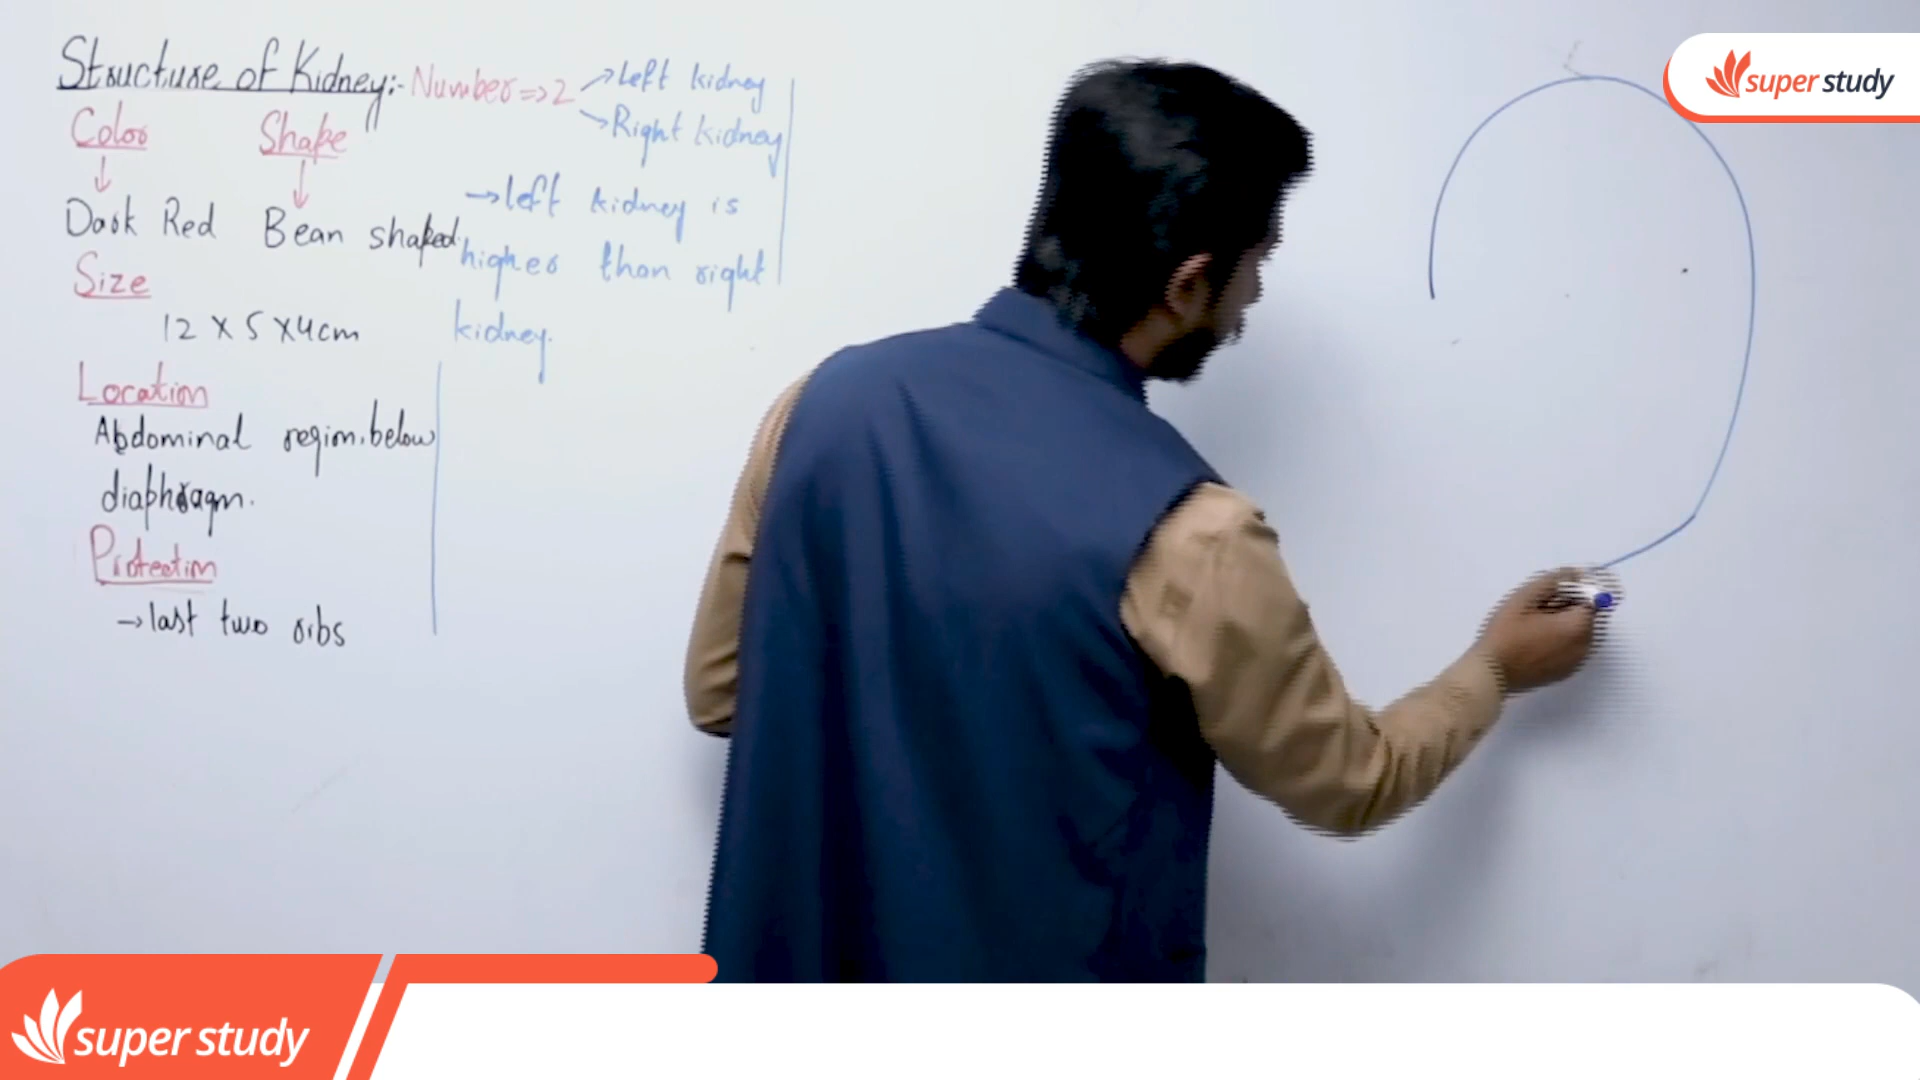 Structure of Kidney:- Number => 2 → Left kidney
→ Right kidney
Color Shape
↓ ↓
Dark Red Bean shaped.
→ left kidney is
higher than right
kidney.
Size
12 X 5 X 4cm
Location
Abdominal region.below
diaphragm.
Protection
→ last two ribs
super study
super study